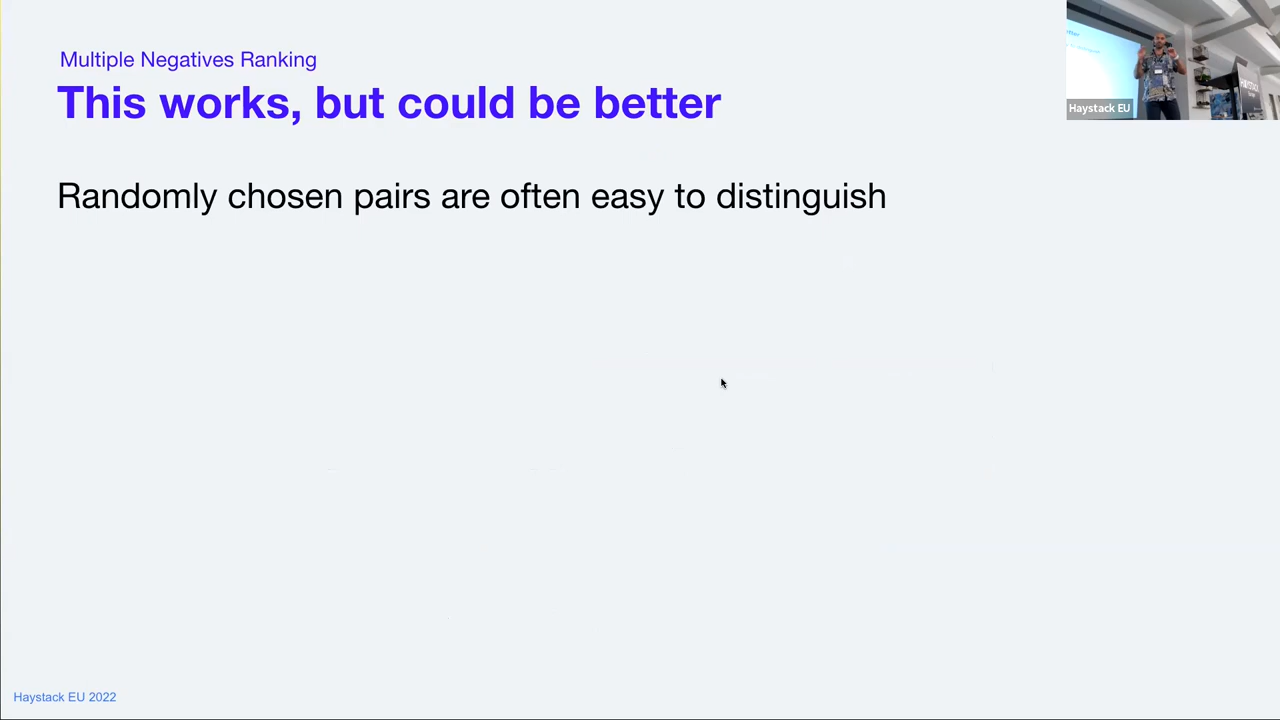 Multiple Negatives Ranking
This works, but could be better
Randomly chosen pairs are often easy to distinguish
Haystack EU
Haystack EU 2022